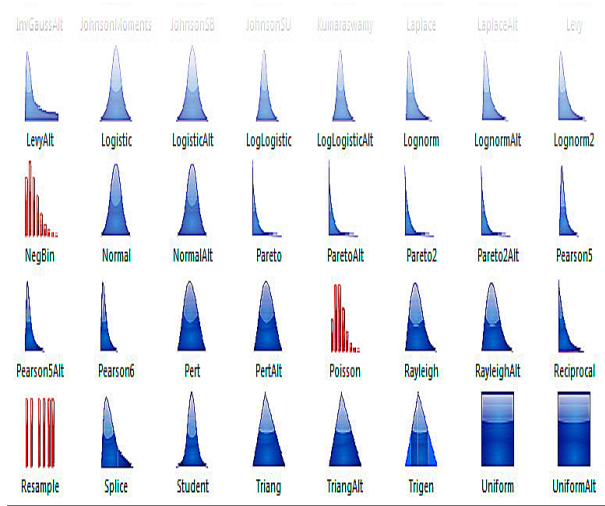 InvGaussAlt JohnsonMoments JohnsonSB JohnsonSU Kumaraswamy Laplace LaplaceAlt Levy
LevyAlt Logistic LogisticAlt LogLogistic LogLogisticAlt Lognorm LognormAlt Lognorm2
NegBin Normal NormalAlt Pareto ParetoAlt Pareto2 Pareto2Alt Pearson5
Pearson5Alt Pearson6 Pert PertAlt Poisson Rayleigh RayleighAlt Reciprocal
Resample Splice Student Triang TriangAlt Trigen Uniform UniformAlt